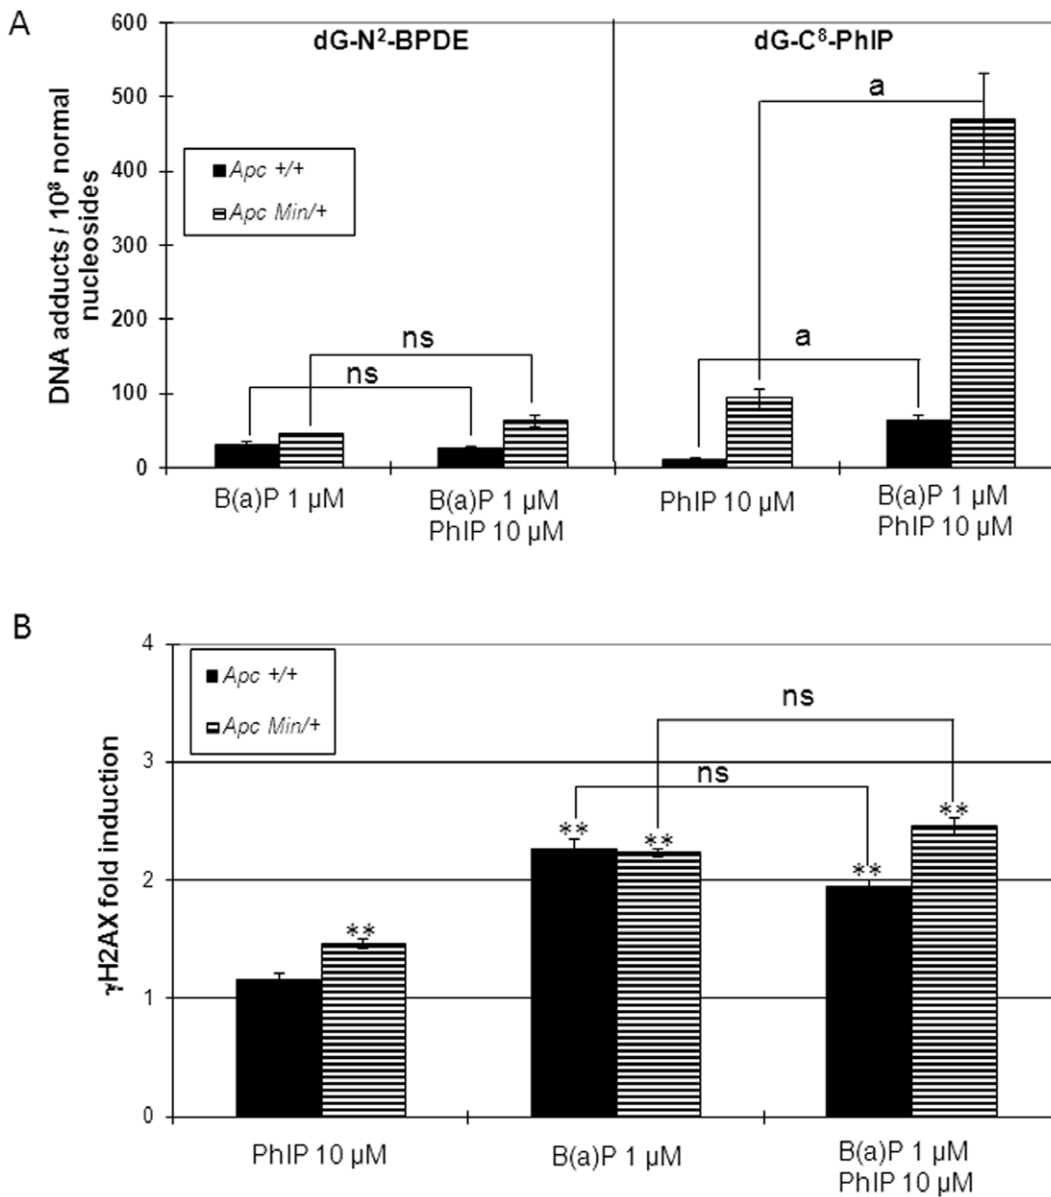 A
600
500
400
300
200
100
0
DNA adducts / 10⁸ normal
nucleosides
dG-N²-BPDE
dG-C⁸-PhIP
Apc +/+
Apc Min/+
ns
ns
a
a
B(a)P 1 µM
B(a)P 1 µM
PhIP 10 µM
PhIP 10 µM
B(a)P 1 µM
PhIP 10 µM
B
4
3
2
1
0
γH2AX fold induction
Apc +/+
Apc Min/+
ns
ns
**
**
**
**
**
PhIP 10 µM
B(a)P 1 µM
B(a)P 1 µM
PhIP 10 µM